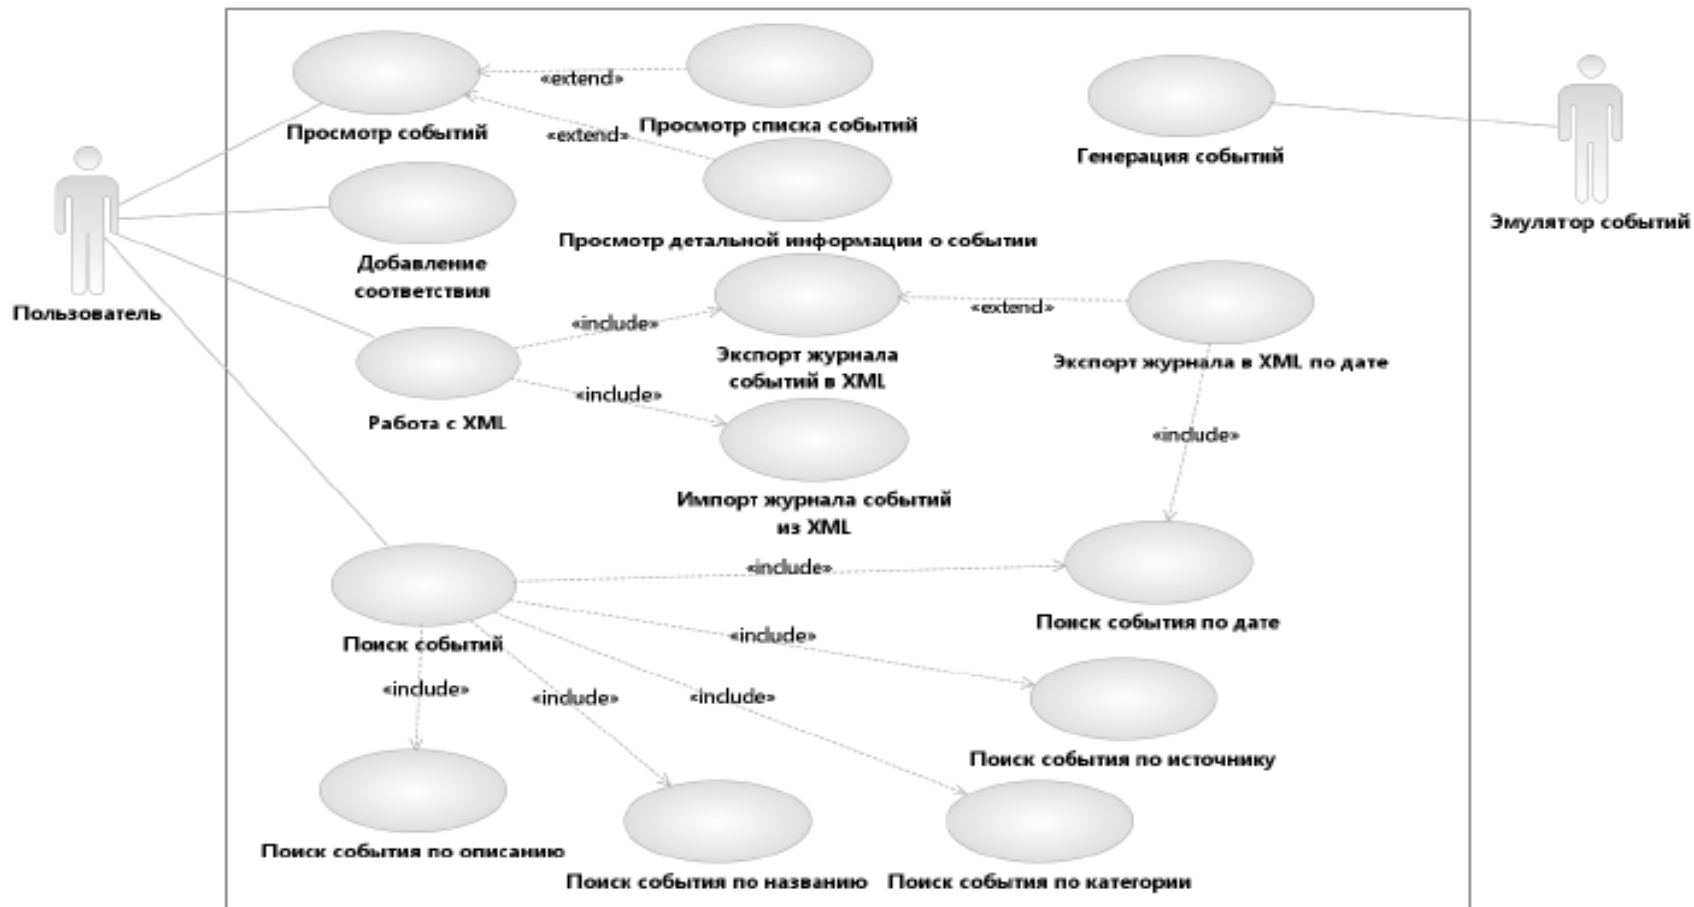 «extend»
Просмотр событий
«extend»
Просмотр списка событий
Генерация событий
Эмулятор событий
Просмотр детальной информации о событии
Добавление
соответствия
Пользователь
«include»
«extend»
Экспорт журнала
событий в XML
Экспорт журнала в XML по дате
«include»
Работа с XML
«include»
Импорт журнала событий
из XML
«include»
Поиск события по дате
Поиск событий
«include»
«include»
«include»
«include»
Поиск события по источнику
Поиск события по описанию
Поиск события по названию
Поиск события по категории